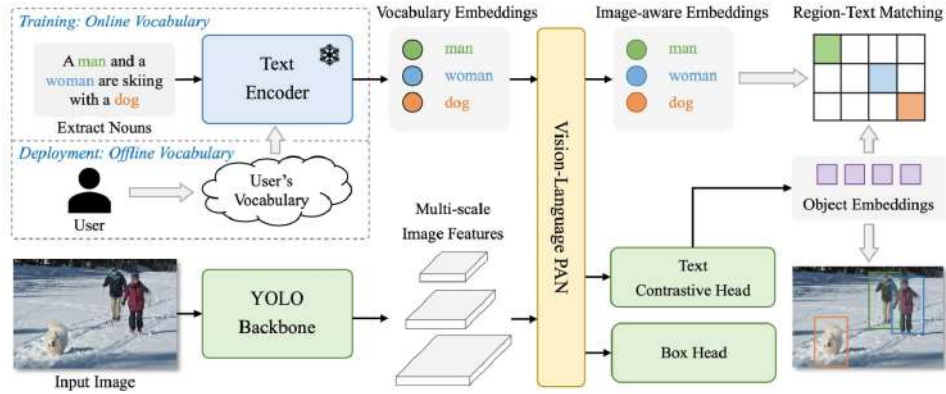 Training: Online Vocabulary
A man and a
woman are skiing
with a dog
Extract Nouns
Text
Encoder
Deployment: Offline Vocabulary
User
User's
Vocabulary
Vocabulary Embeddings
man
woman
dog
Image-aware Embeddings
man
woman
dog
Region-Text Matching
Object Embeddings
Vision-Language PAN
Multi-scale
Image Features
Input Image
YOLO
Backbone
Text
Contrastive Head
Box Head